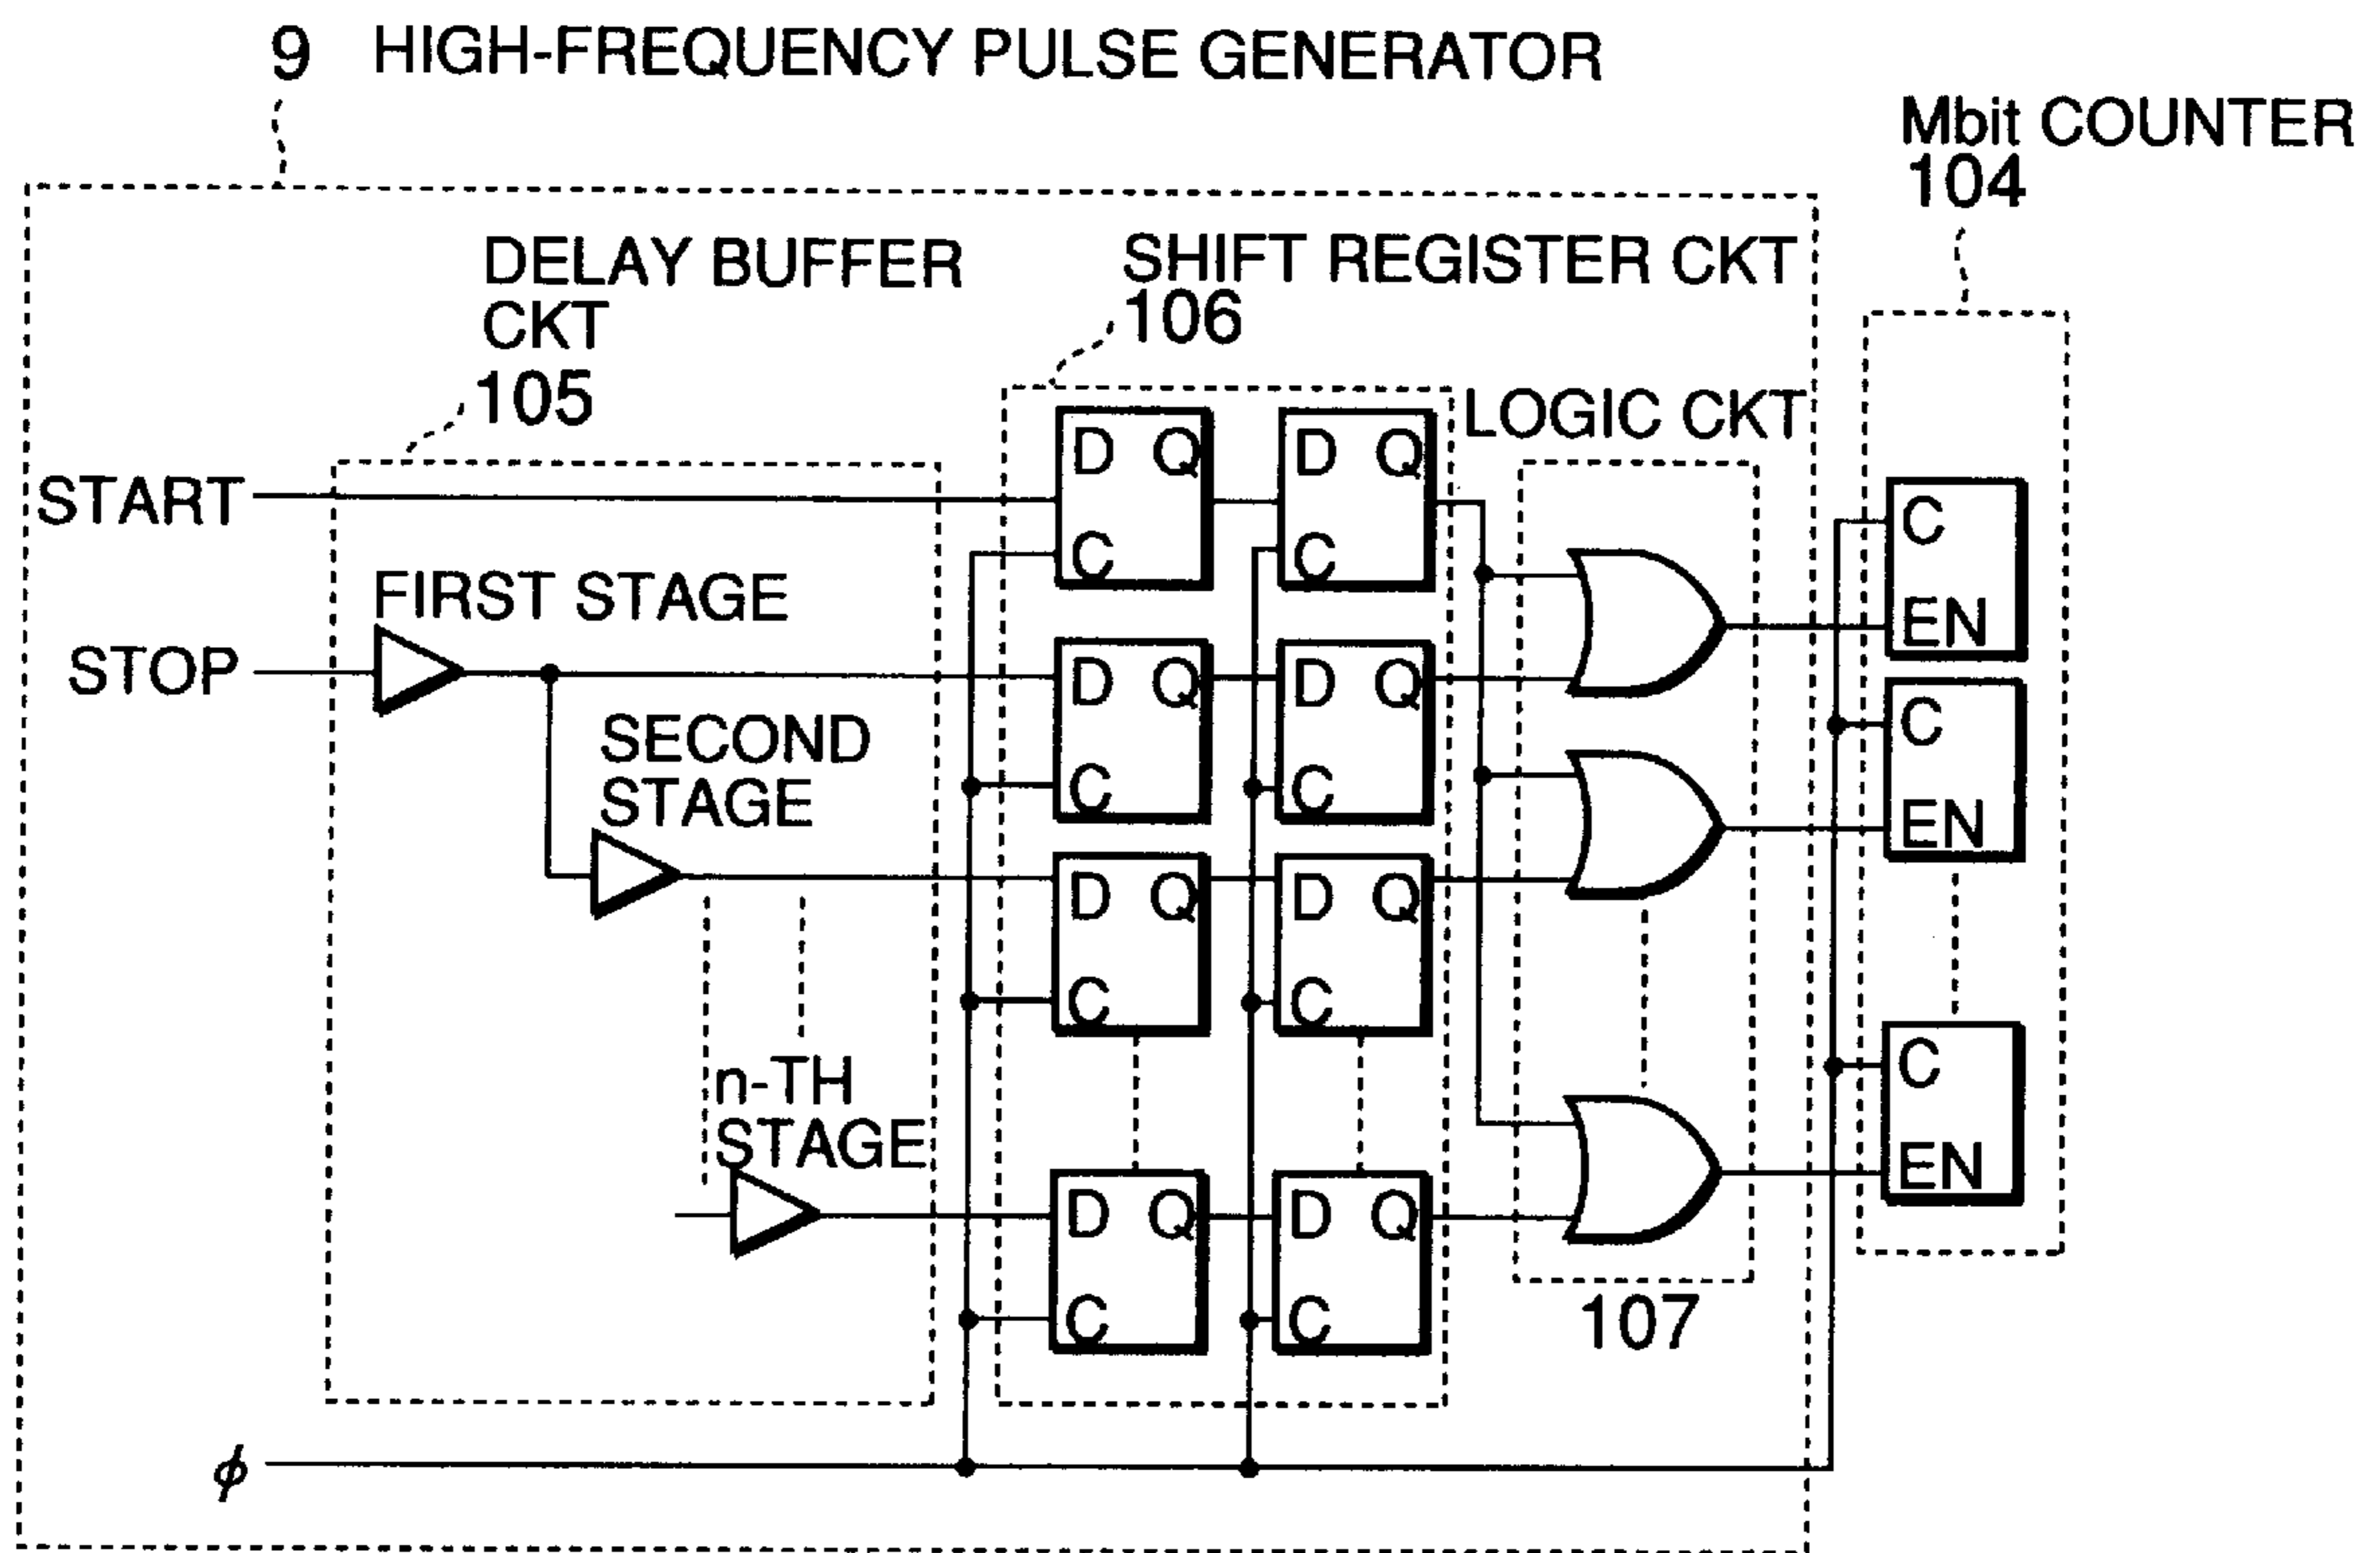 9 HIGH-FREQUENCY PULSE GENERATOR
Mbit COUNTER
104
DELAY BUFFER
CKT
105
SHIFT REGISTER CKT
106
LOGIC CKT
START
D Q
C
D Q
C
C
EN
FIRST STAGE
STOP
D Q
C
D Q
C
C
EN
SECOND
STAGE
D Q
C
D Q
C
n-TH
STAGE
D Q
C
D Q
C
C
EN
107
ϕ